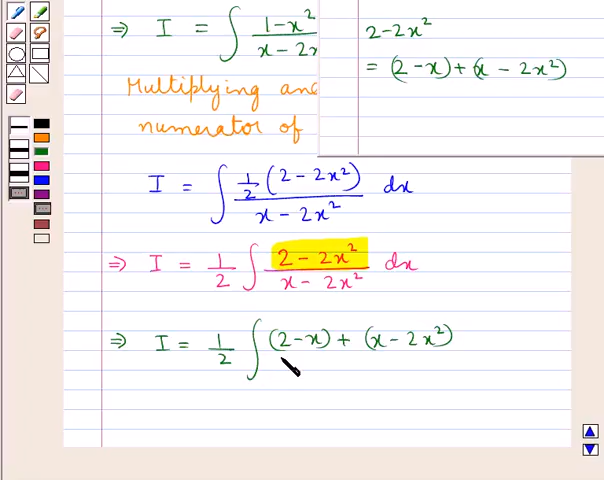 ⇒ I = ∫ (1-x²)/(x-2x
Multiplying and
numerator of
2-2x²
= (2-x)+(x - 2x²)
I = ∫ ½(2-2x²)/(x-2x²) dx
⇒ I = 1/2 ∫ (2-2x²)/(x-2x²) dx
⇒ I = 1/2 ∫ (2-x) + (x-2x²)